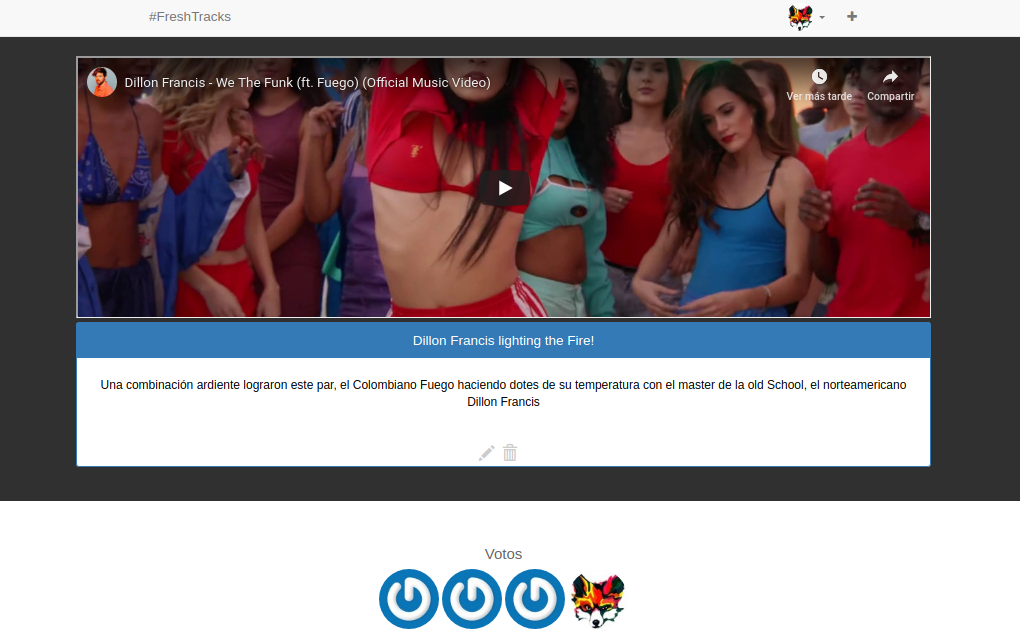 #FreshTracks
Dillon Francis - We The Funk (ft. Fuego) (Official Music Video)
Ver más tarde
Compartir
Dillon Francis lighting the Fire!
Una combinación ardiente lograron este par, el Colombiano Fuego haciendo dotes de su temperatura con el master de la old School, el norteamericano
Dillon Francis
Votos